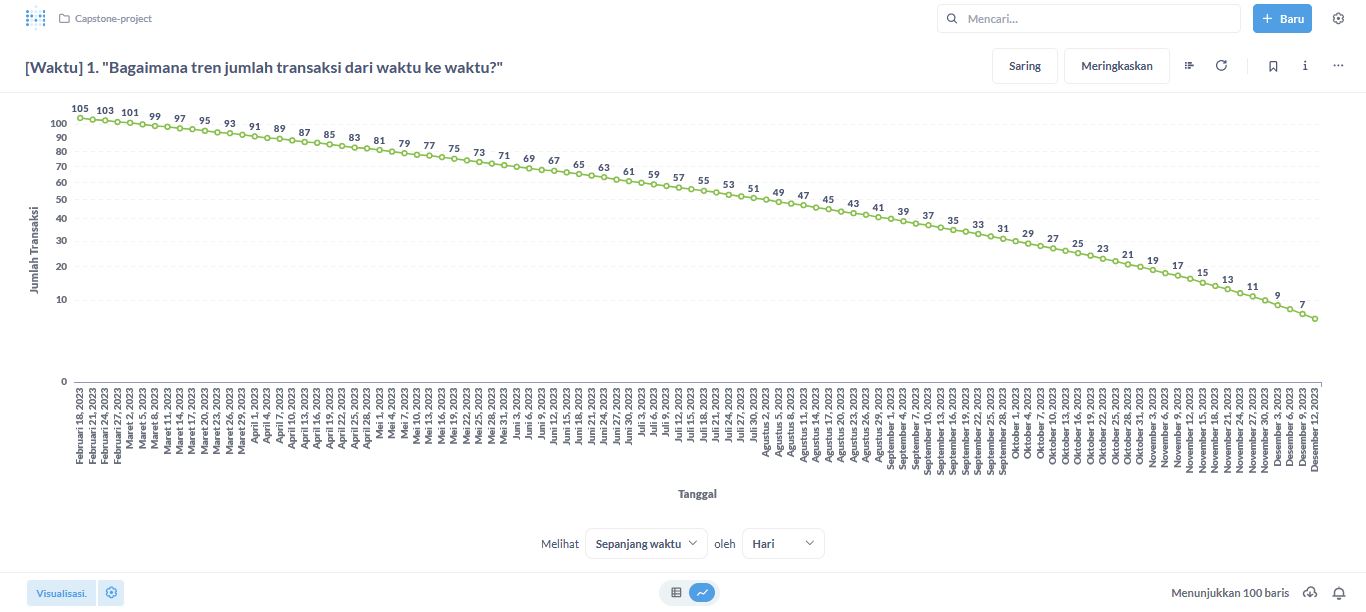 Capstone-project
Mencari...
+ Baru
[Waktu] 1. "Bagaimana tren jumlah transaksi dari waktu ke waktu?"
Saring
Meringkaskan
Jumlah Transaksi
100
90
80
70
60
50
40
30
20
10
0
105 103 101 99 97 95 93 91 89 87 85 83 81 79 77 75 73 71 69 67 65 63 61 59 57 55 53 51 49 47 45 43 41 39 37 35 33 31 29 27 25 23 21 19 17 15 13 11 9 7
Februari 18, 2023
Februari 21, 2023
Februari 24, 2023
Februari 27, 2023
Maret 2, 2023
Maret 5, 2023
Maret 8, 2023
Maret 11, 2023
Maret 14, 2023
Maret 17, 2023
Maret 20, 2023
Maret 23, 2023
Maret 26, 2023
Maret 29, 2023
April 1, 2023
April 4, 2023
April 7, 2023
April 10, 2023
April 13, 2023
April 16, 2023
April 19, 2023
April 22, 2023
April 25, 2023
April 28, 2023
Mei 1, 2023
Mei 4, 2023
Mei 7, 2023
Mei 10, 2023
Mei 13, 2023
Mei 16, 2023
Mei 19, 2023
Mei 22, 2023
Mei 25, 2023
Mei 28, 2023
Mei 31, 2023
Juni 3, 2023
Juni 6, 2023
Juni 9, 2023
Juni 12, 2023
Juni 15, 2023
Juni 18, 2023
Juni 21, 2023
Juni 24, 2023
Juni 27, 2023
Juni 30, 2023
Juli 3, 2023
Juli 6, 2023
Juli 9, 2023
Juli 12, 2023
Juli 15, 2023
Juli 18, 2023
Juli 21, 2023
Juli 24, 2023
Juli 27, 2023
Juli 30, 2023
Agustus 2, 2023
Agustus 5, 2023
Agustus 8, 2023
Agustus 11, 2023
Agustus 14, 2023
Agustus 17, 2023
Agustus 20, 2023
Agustus 23, 2023
Agustus 26, 2023
Agustus 29, 2023
September 1, 2023
September 4, 2023
September 7, 2023
September 10, 2023
September 13, 2023
September 16, 2023
September 19, 2023
September 22, 2023
September 25, 2023
September 28, 2023
Oktober 1, 2023
Oktober 4, 2023
Oktober 7, 2023
Oktober 10, 2023
Oktober 13, 2023
Oktober 16, 2023
Oktober 19, 2023
Oktober 22, 2023
Oktober 25, 2023
Oktober 28, 2023
Oktober 31, 2023
November 3, 2023
November 6, 2023
November 9, 2023
November 12, 2023
November 15, 2023
November 18, 2023
November 21, 2023
November 24, 2023
November 27, 2023
November 30, 2023
Desember 3, 2023
Desember 6, 2023
Desember 9, 2023
Desember 12, 2023
Tanggal
Melihat Sepanjang waktu oleh Hari
Visualisasi.
Menunjukkan 100 baris